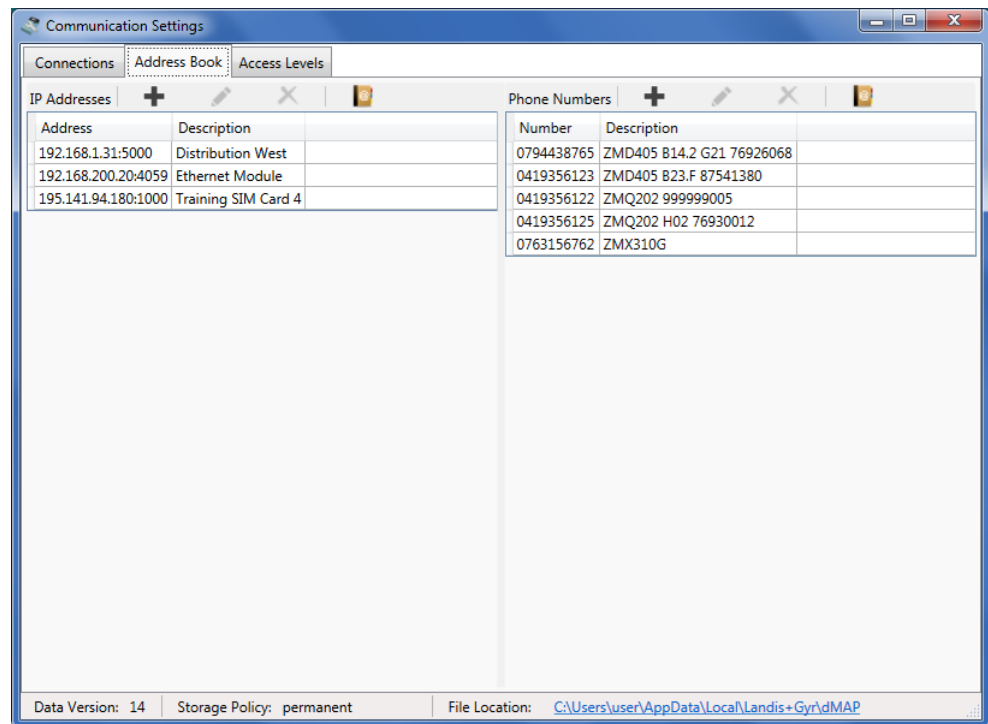 Communication Settings
Connections Address Book Access Levels
IP Addresses
Address Description
192.168.1.31:5000 Distribution West
192.168.200.20:4059 Ethernet Module
195.141.94.180:1000 Training SIM Card 4
Phone Numbers
Number Description
0794438765 ZMD405 B14.2 G21 76926068
0419356123 ZMD405 B23.F 87541380
0419356122 ZMQ202 999999005
0419356125 ZMQ202 H02 76930012
0763156762 ZMX310G
Data Version: 14 Storage Policy: permanent File Location: C:\Users\user\AppData\Local\Landis+Gyr\dMAP